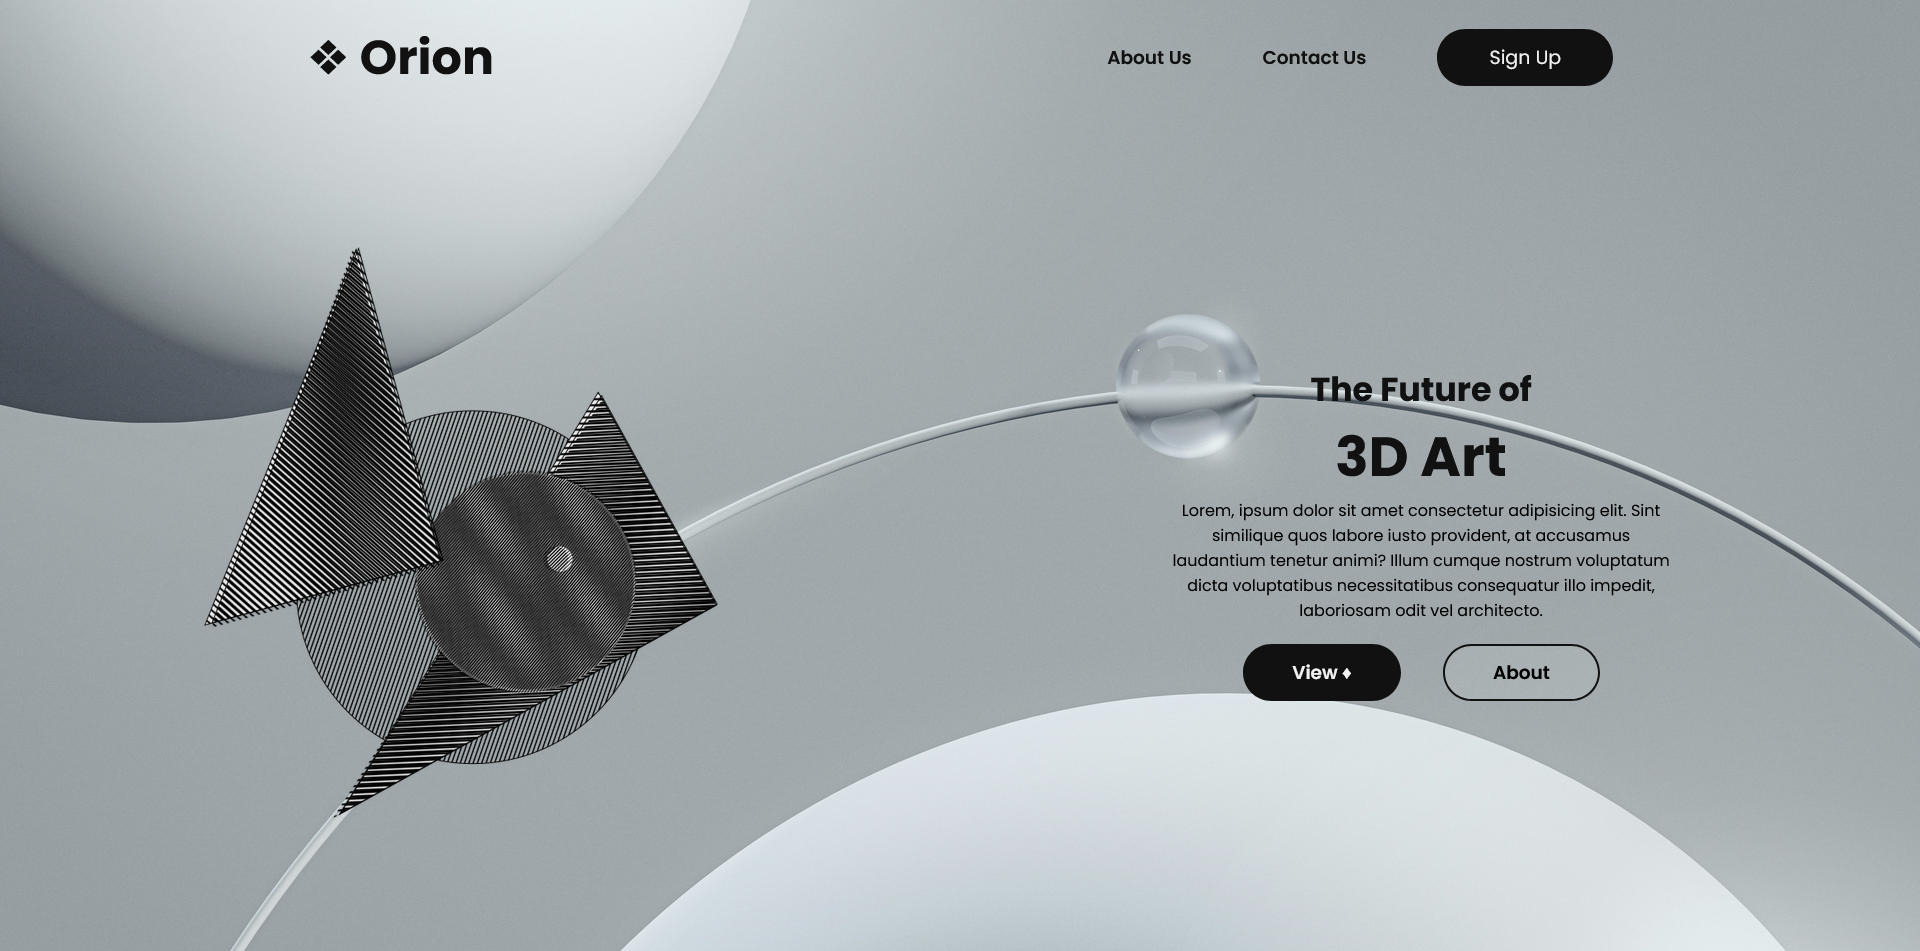 ❖ Orion
About Us
Contact Us
Sign Up
The Future of
3D Art
Lorem, ipsum dolor sit amet consectetur adipisicing elit. Sint
similique quos labore iusto provident, at accusamus
laudantium tenetur animi? Illum cumque nostrum voluptatum
dicta voluptatibus necessitatibus consequatur illo impedit,
laboriosam odit vel architecto.
View ♦
About